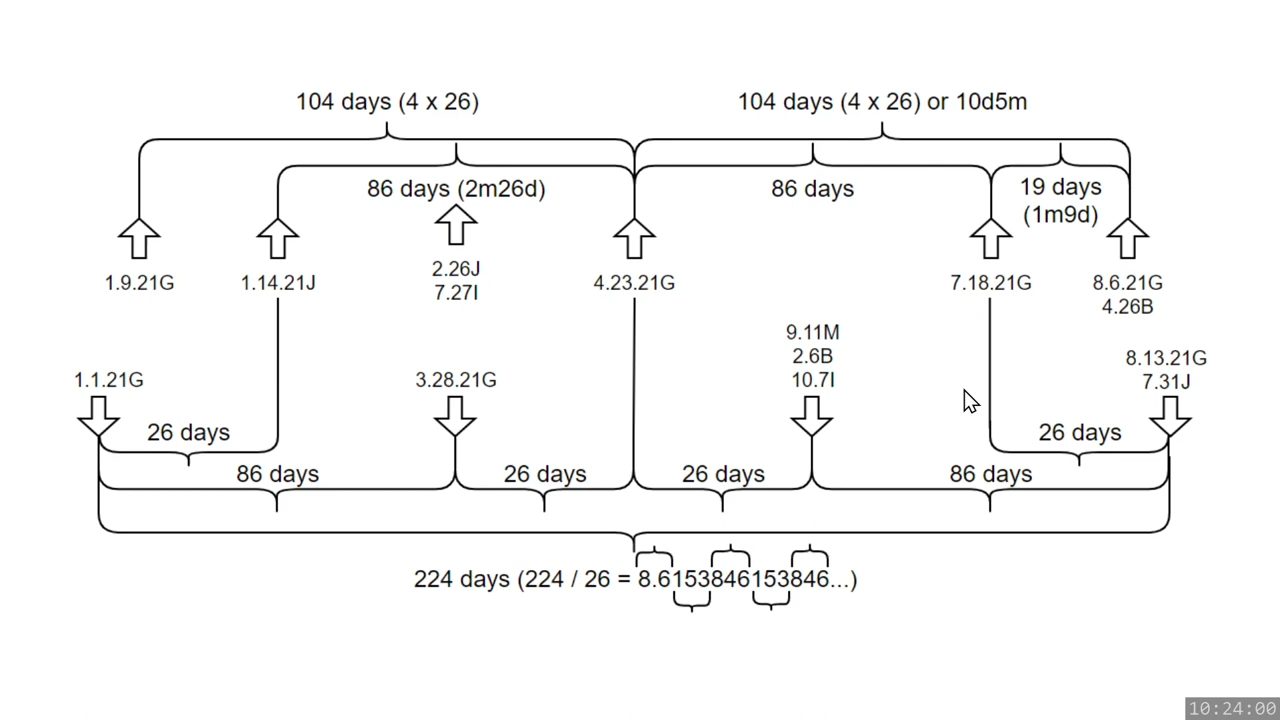 104 days (4 x 26)
104 days (4 x 26) or 10d5m
86 days (2m26d)
86 days
19 days
(1m9d)
1.9.21G
1.14.21J
2.26J
7.27I
4.23.21G
7.18.21G
8.6.21G
4.26B
9.11M
2.6B
10.7I
1.1.21G
3.28.21G
8.13.21G
7.31J
26 days
26 days
86 days
26 days
26 days
86 days
224 days (224 / 26 = 8.6153846153846...)
10:24:00